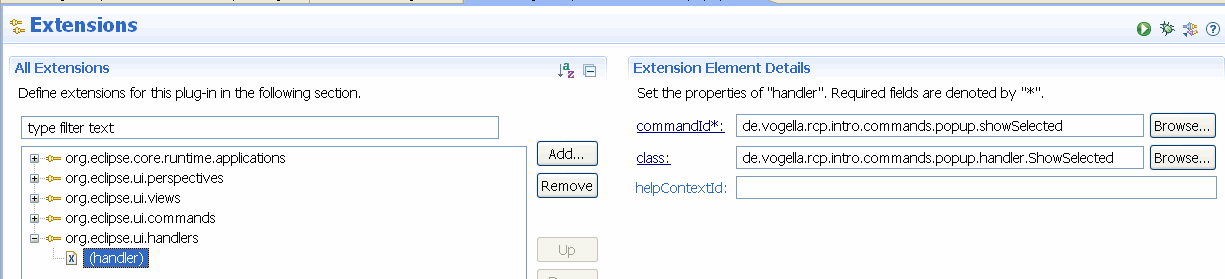 Extensions
All Extensions
Define extensions for this plug-in in the following section.
type filter text
org.eclipse.core.runtime.applications
org.eclipse.ui.perspectives
org.eclipse.ui.views
org.eclipse.ui.commands
org.eclipse.ui.handlers
(handler)
Add...
Remove
Up
Extension Element Details
Set the properties of "handler". Required fields are denoted by "*".
commandId*: de.vogella.rcp.intro.commands.popup.showSelected Browse...
class: de.vogella.rcp.intro.commands.popup.handler.ShowSelected Browse...
helpContextId: